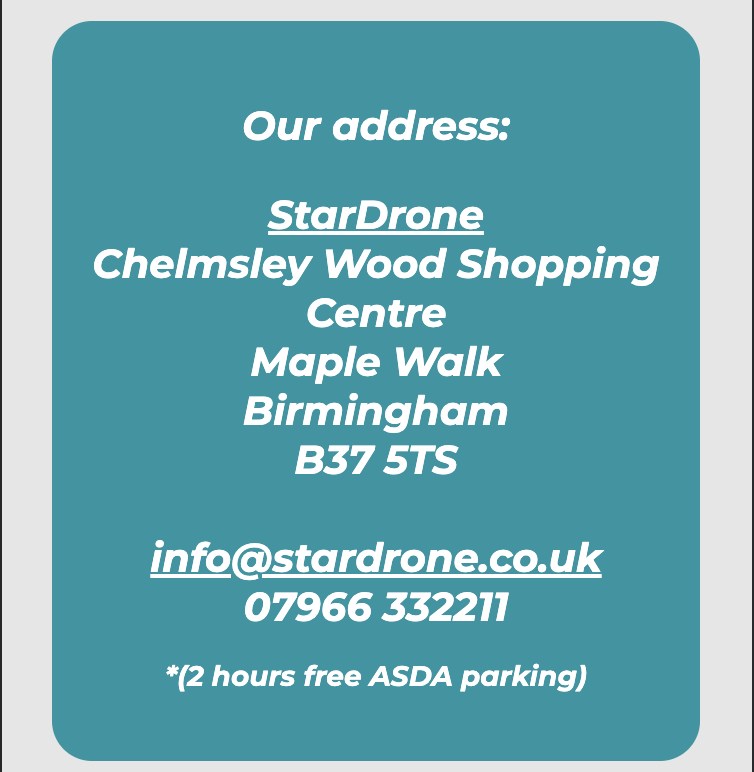 Our address:
StarDrone
Chelmsley Wood Shopping
Centre
Maple Walk
Birmingham
B37 5TS
info@stardrone.co.uk
07966 332211
*(2 hours free ASDA parking)